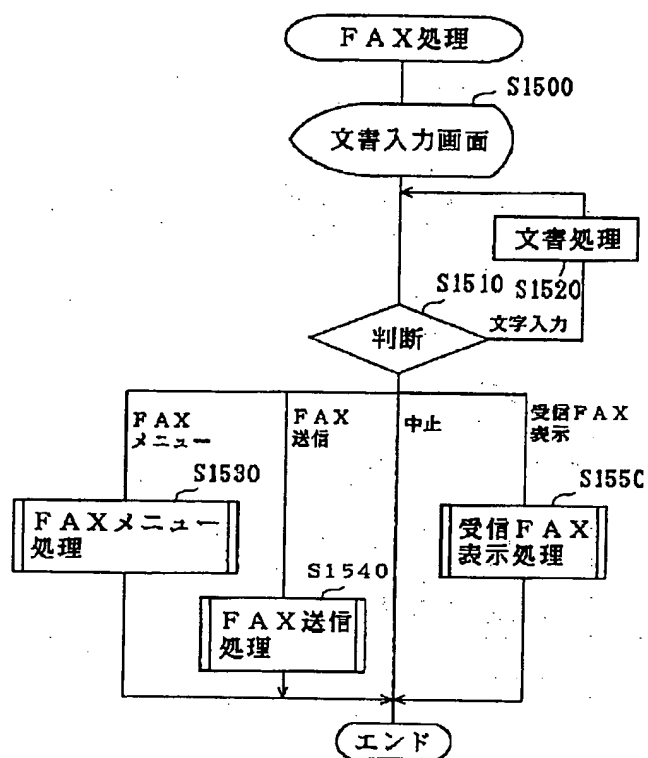 FAX処理
S1500
文書入力画面
文書処理
S1520
S1510
文字入力
判断
FAX
メニュー
FAX
送信
中止
受信FAX
表示
S1530
FAXメニュー
処理
S1540
FAX送信
処理
S1550
受信FAX
表示処理
エンド